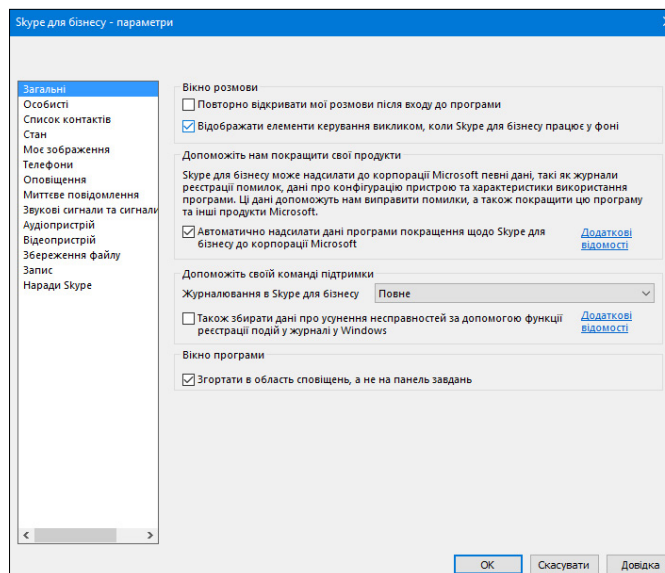 Skype для бізнесу - параметри
Загальні
Особисті
Список контактів
Стан
Моє зображення
Телефони
Оповіщення
Миттєве повідомлення
Звукові сигнали та сигнали
Аудіопристрій
Відеопристрій
Збереження файлу
Запис
Наради Skype
Вікно розмови
Повторно відкривати мої розмови після входу до програми
Відображати елементи керування викликом, коли Skype для бізнесу працює у фоні
Допоможіть нам покращити свої продукти
Skype для бізнесу може надсилати до корпорації Microsoft певні дані, такі як журнали
реєстрації помилок, дані про конфігурацію пристрою та характеристики використання
програми. Ці дані допоможуть нам виправити помилки, а також покращити цю програму
та інші продукти Microsoft.
Автоматично надсилати дані програми покращення щодо Skype для
бізнесу до корпорації Microsoft
Додаткові
відомості
Допоможіть своїй команді підтримки
Журналювання в Skype для бізнесу
Повне
Також збирати дані про усунення несправностей за допомогою функції
реєстрації подій у журналі у Windows
Додаткові
відомості
Вікно програми
Згортати в область сповіщень, а не на панель завдань
ОК
Скасувати
Довідка